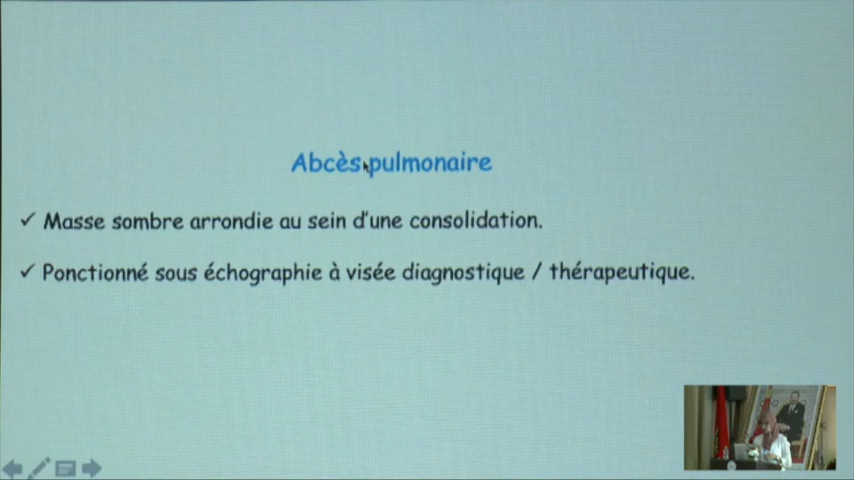 Abcès pulmonaire
✓ Masse sombre arrondie au sein d'une consolidation.
✓ Ponctionné sous échographie à visée diagnostique / thérapeutique.